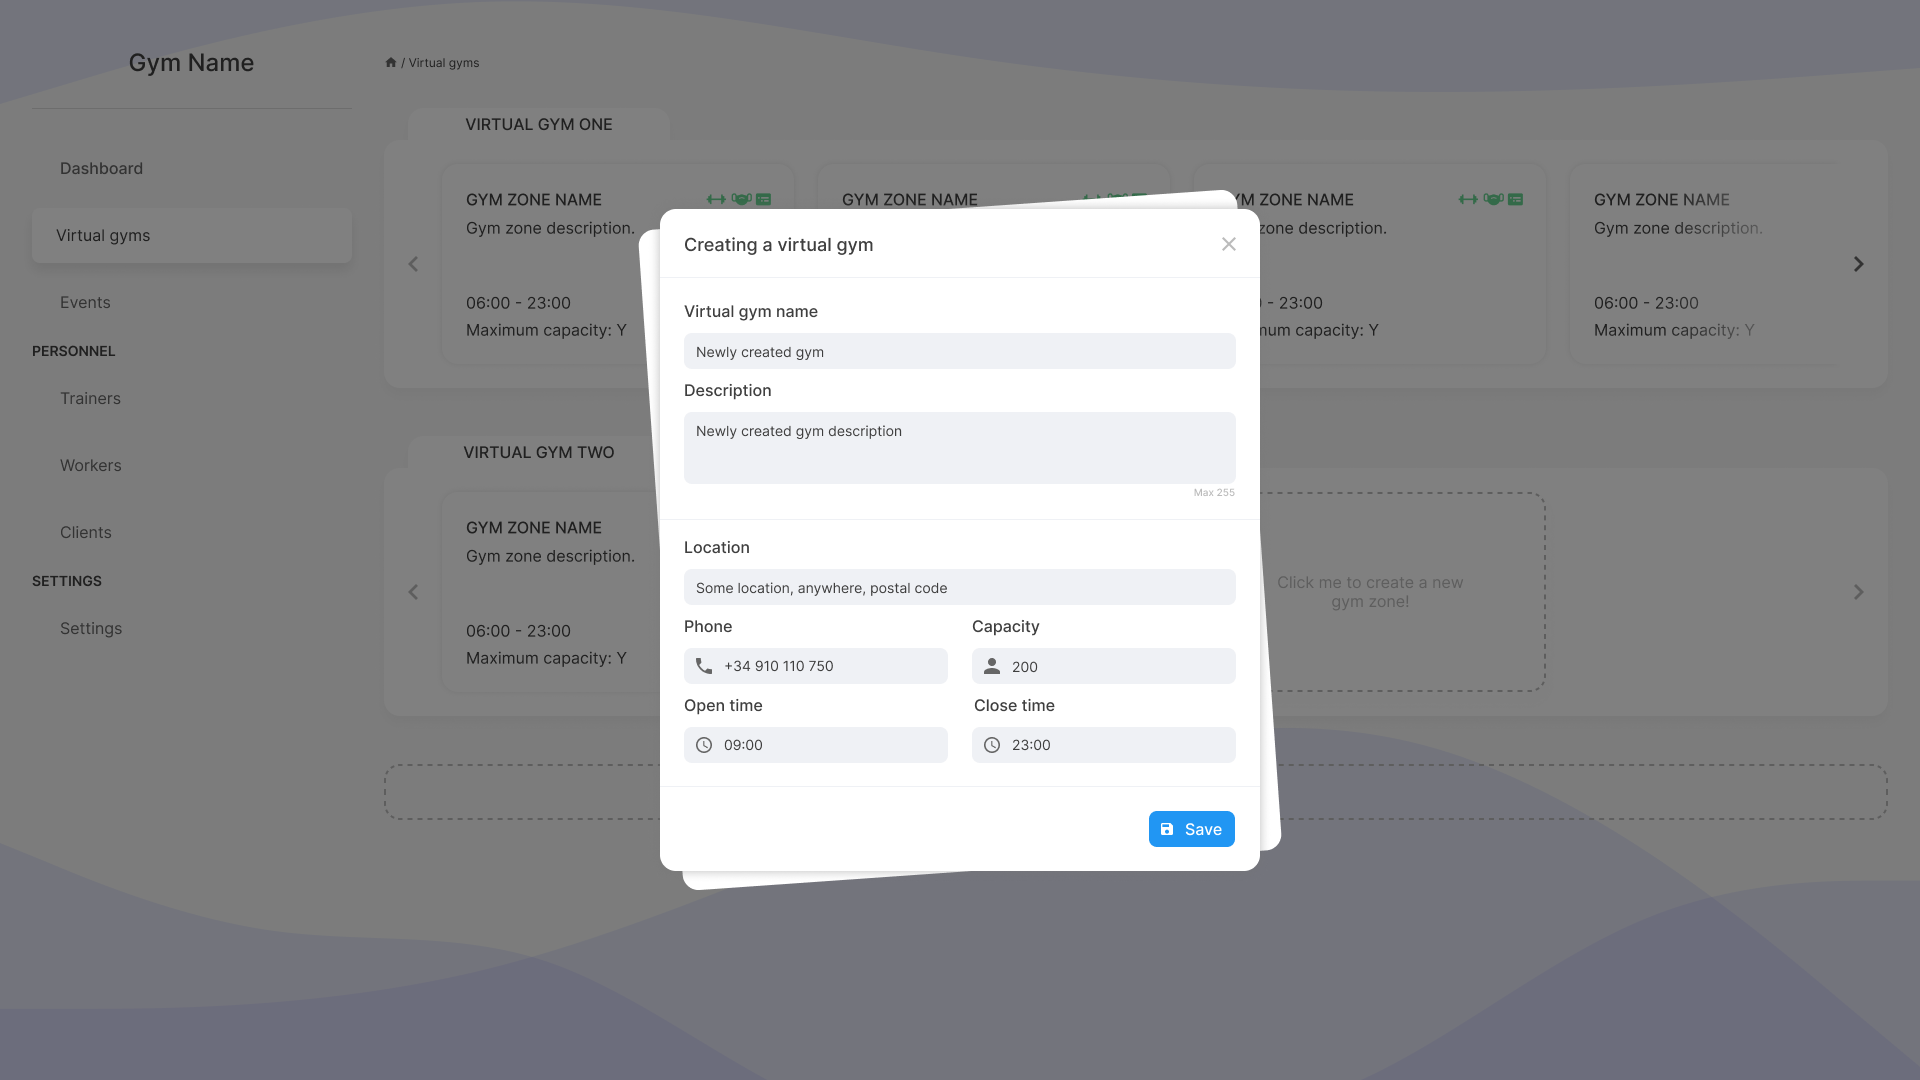 Gym Name
/ Virtual gyms
Dashboard
Virtual gyms
Events
PERSONNEL
Trainers
Workers
Clients
SETTINGS
Settings
VIRTUAL GYM ONE
GYM ZONE NAME
Gym zone description.
06:00 - 23:00
Maximum capacity: Y
GYM ZONE NAME
YM ZONE NAME
zone description.
- 23:00
num capacity: Y
GYM ZONE NAME
Gym zone description.
06:00 - 23:00
Maximum capacity: Y
VIRTUAL GYM TWO
GYM ZONE NAME
Gym zone description.
06:00 - 23:00
Maximum capacity: Y
Click me to create a new
gym zone!
Creating a virtual gym
Virtual gym name
Newly created gym
Description
Newly created gym description
Max 255
Location
Some location, anywhere, postal code
Phone
+34 910 110 750
Capacity
200
Open time
09:00
Close time
23:00
Save